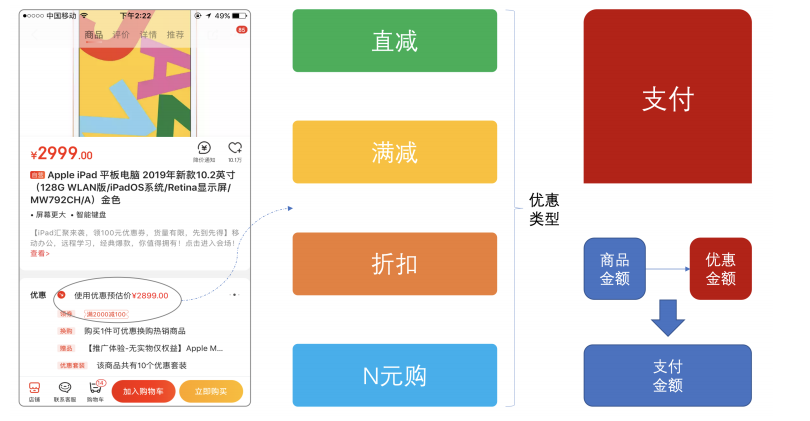 中国移动
下午2:22
49%
商品 评价 详情 推荐
85
¥2999.00
降价通知
10.1万
自营 Apple iPad 平板电脑 2019年新款10.2英寸
（128G WLAN版/iPadOS系统/Retina显示屏/
MW792CH/A）金色
• 屏幕更大 • 智能键盘
【iPad汇聚来袭，领100元优惠券，货量有限，先到先得】移
动办公，远程学习，经典爆款，你值得拥有！点击进入会场！
查看>
优惠
使用优惠预估价¥2899.00
领券 满2000减100
换购 购买1件可优惠换购热销商品
赠品 【推广体验-无实物仅权益】Apple M...
优惠套装 该商品共有10个优惠套装
店铺
联系客服
购物车
14
加入购物车
立即购买
直减
满减
折扣
N元购
优惠
类型
支付
商品
金额
优惠
金额
支付
金额